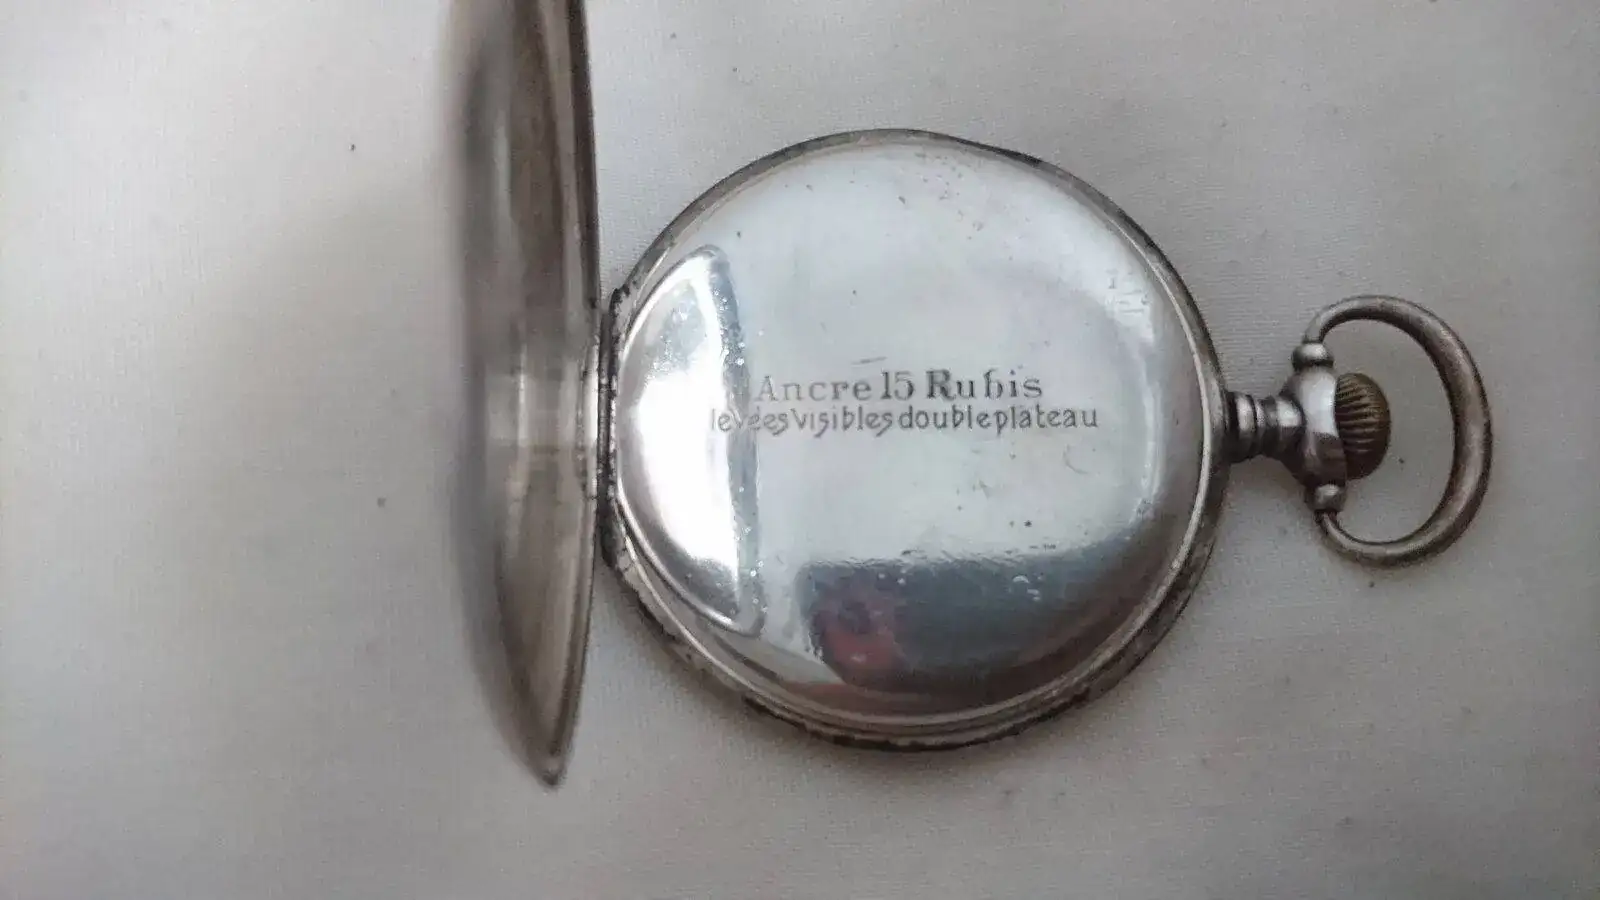 Ancre 15 Rubis
levées visibles double plateau